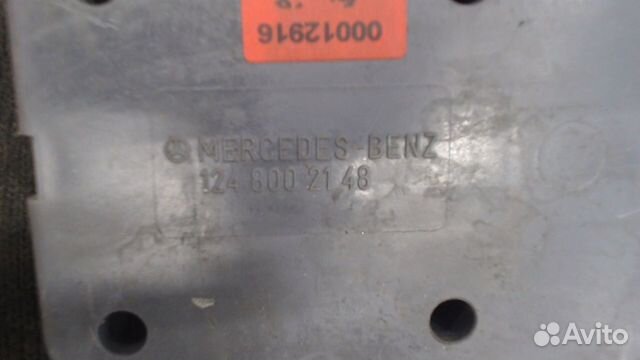 00012916
MERCEDES-BENZ
124 800 21 48
Avito